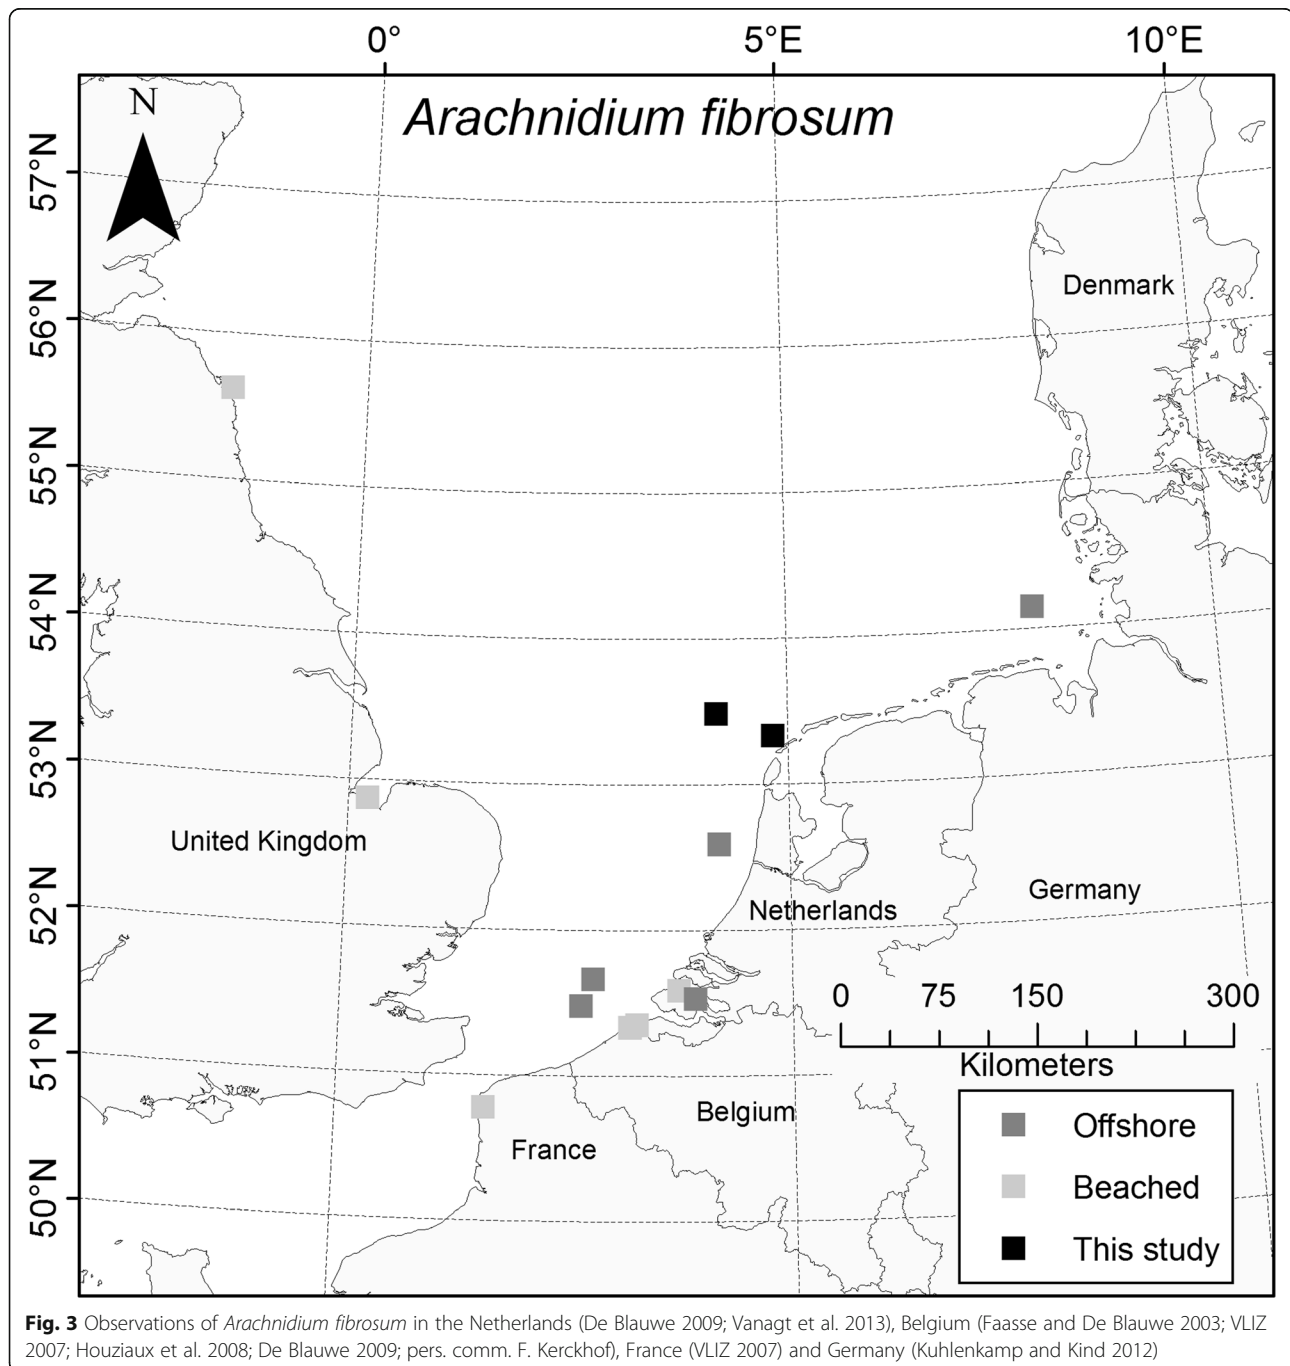 0° 5°E 10°E
N
Arachnidium fibrosum
57°N
56°N
55°N
54°N
53°N
52°N
51°N
50°N
Denmark
United Kingdom
Netherlands
Germany
Belgium
France
0 75 150 300
Kilometers
Offshore
Beached
This study
Fig. 3 Observations of Arachnidium fibrosum in the Netherlands (De Blauwe 2009; Vanagt et al. 2013), Belgium (Faasse and De Blauwe 2003; VLIZ
2007; Houziaux et al. 2008; De Blauwe 2009; pers. comm. F. Kerckhof), France (VLIZ 2007) and Germany (Kuhlenkamp and Kind 2012)